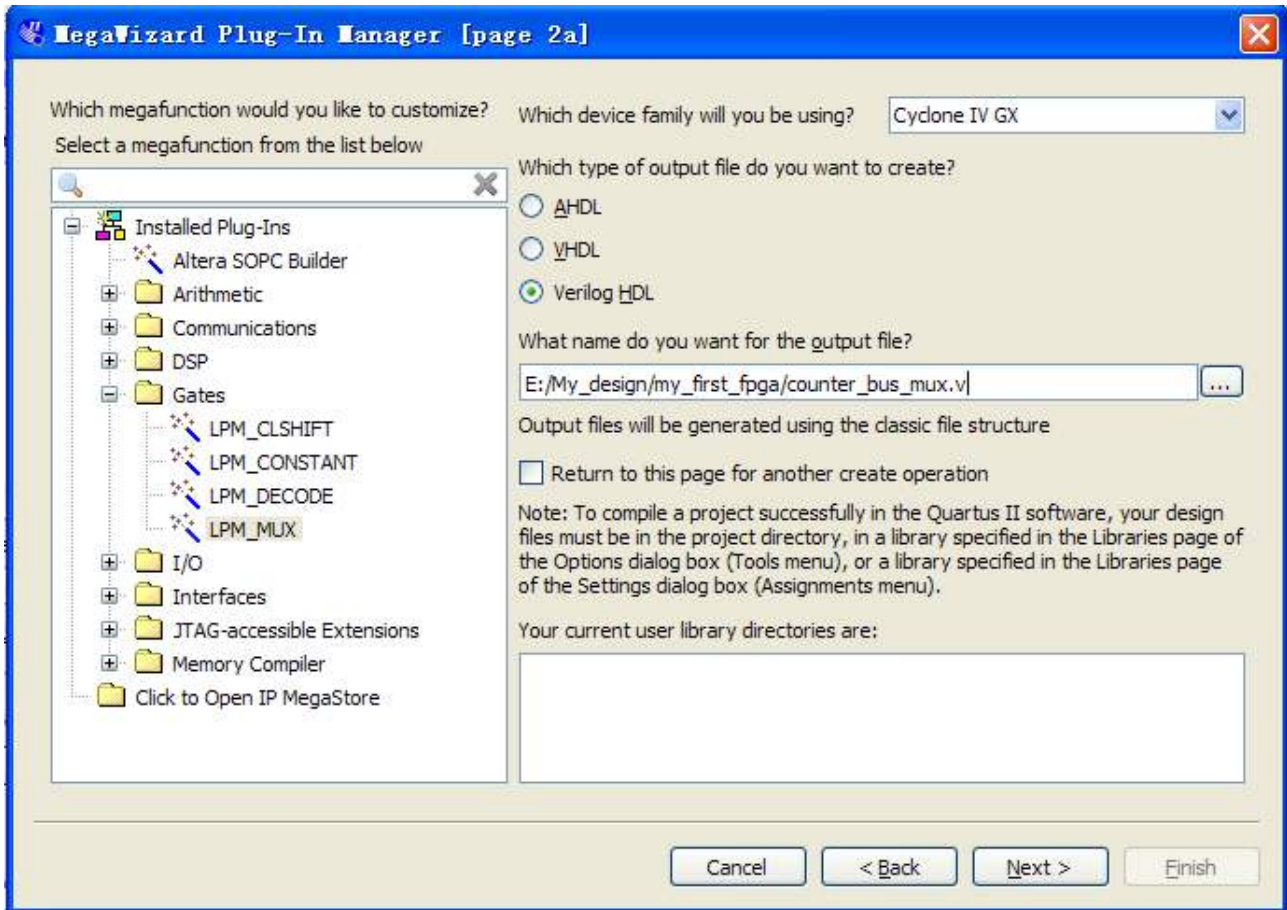 MegaWizard Plug-In Manager [page 2a]
Which megafunction would you like to customize?
Select a megafunction from the list below
Installed Plug-Ins
Altera SOPC Builder
Arithmetic
Communications
DSP
Gates
LPM_CLSHIFT
LPM_CONSTANT
LPM_DECODE
LPM_MUX
I/O
Interfaces
JTAG-accessible Extensions
Memory Compiler
Click to Open IP MegaStore
Which device family will you be using?
Cyclone IV GX
Which type of output file do you want to create?
AHDL
VHDL
Verilog HDL
What name do you want for the output file?
E:/My_design/my_first_fpga/counter_bus_mux.v
...
Output files will be generated using the classic file structure
Return to this page for another create operation
Note: To compile a project successfully in the Quartus II software, your design
files must be in the project directory, in a library specified in the Libraries page of
the Options dialog box (Tools menu), or a library specified in the Libraries page
of the Settings dialog box (Assignments menu).
Your current user library directories are:
Cancel
< Back
Next >
Finish